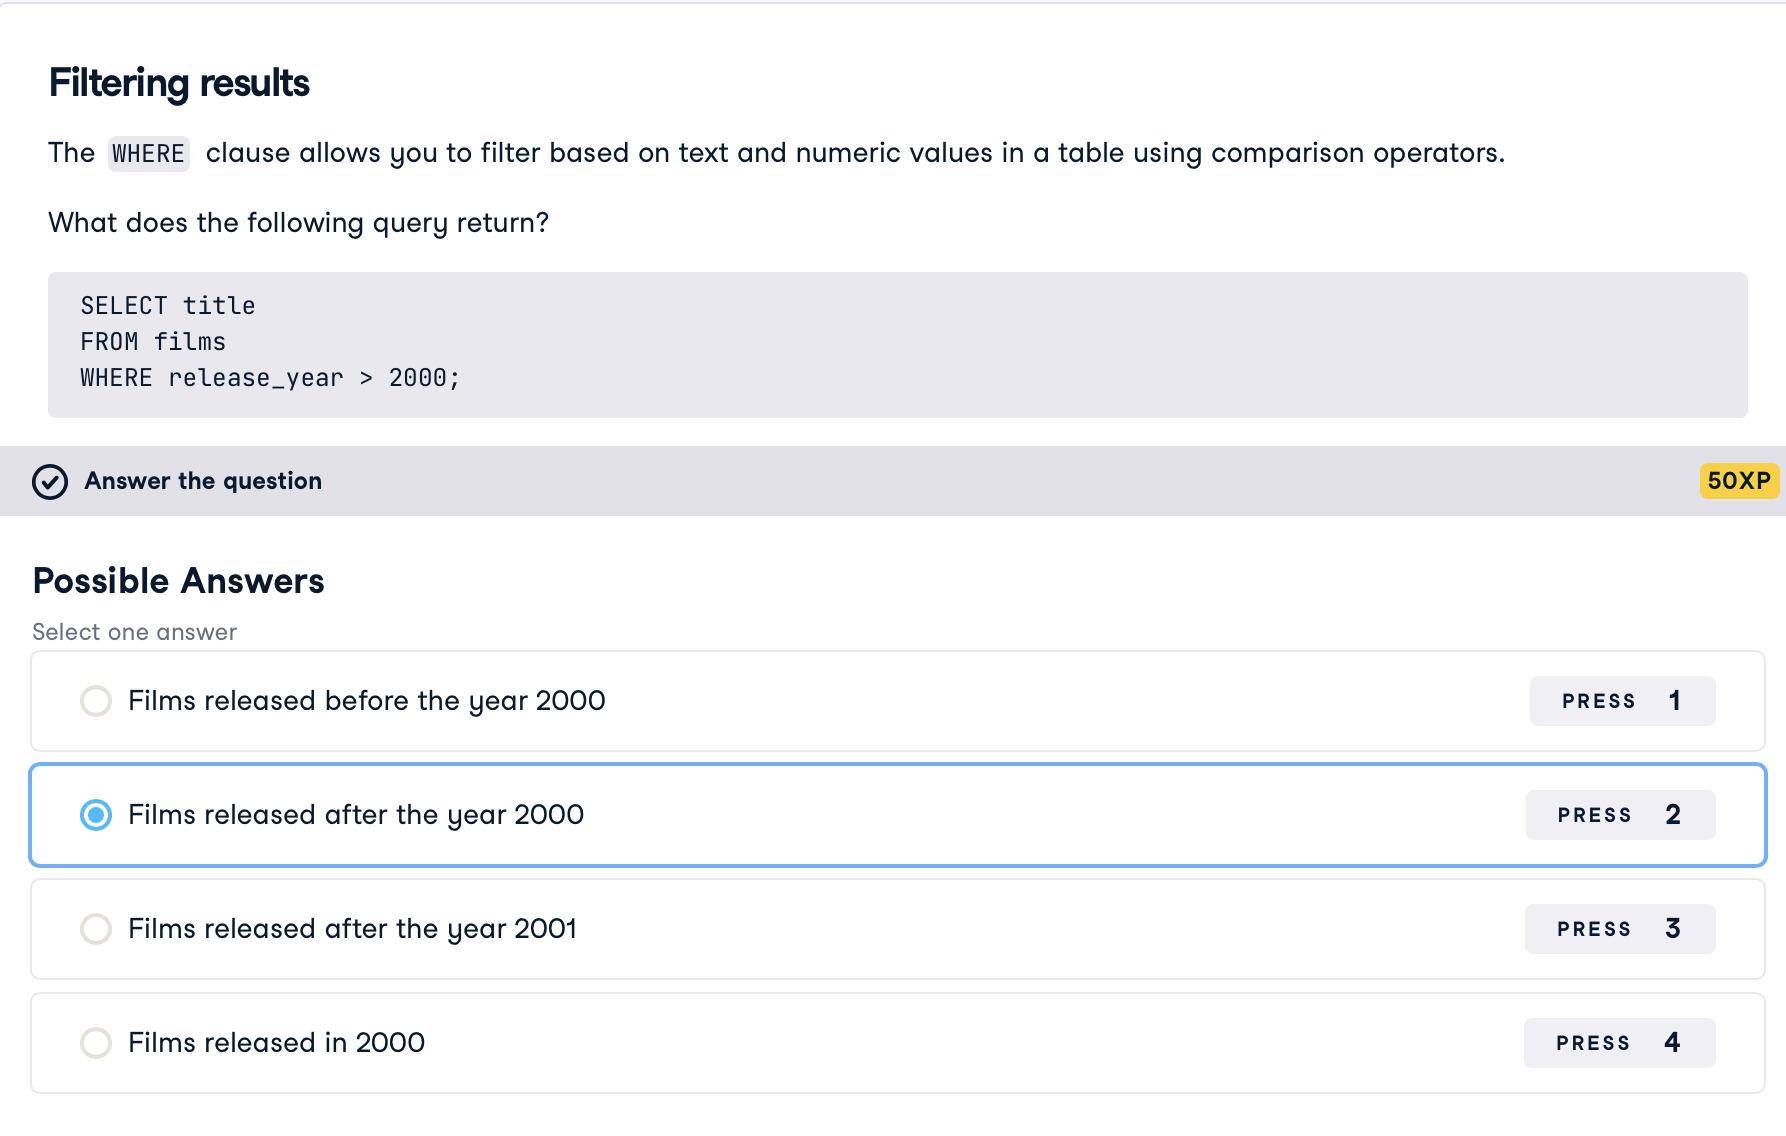 Filtering results
The WHERE clause allows you to filter based on text and numeric values in a table using comparison operators.
What does the following query return?
SELECT title
FROM films
WHERE release_year > 2000;
Answer the question
50XP
Possible Answers
Select one answer
Films released before the year 2000
PRESS 1
Films released after the year 2000
PRESS 2
Films released after the year 2001
PRESS 3
Films released in 2000
PRESS 4